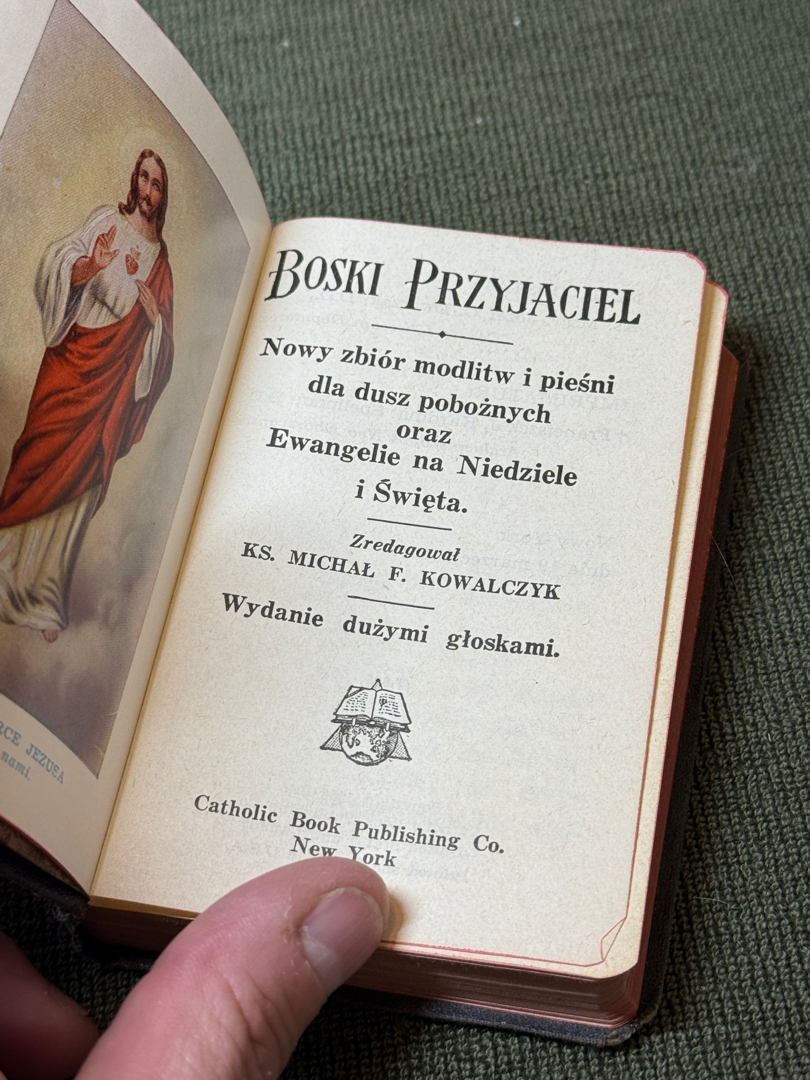 RCE JEZUSA
nami.
BOSKI PRZYJACIEL
Nowy zbiór modlitw i pieśni
dla dusz pobożnych
oraz
Ewangelie na Niedziele
i Święta.
Zredagował
KS. MICHAŁ F. KOWALCZYK
Wydanie dużymi głoskami.
Catholic Book Publishing Co.
New York